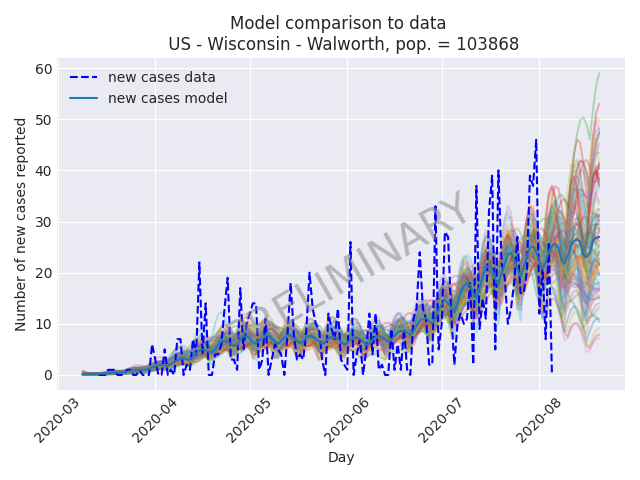 Model comparison to data
US - Wisconsin - Walworth, pop. = 103868
new cases data
new cases model
PRELIMINARY
Number of new cases reported
60
50
40
30
20
10
0
2020-03
2020-04
2020-05
2020-06
2020-07
2020-08
Day